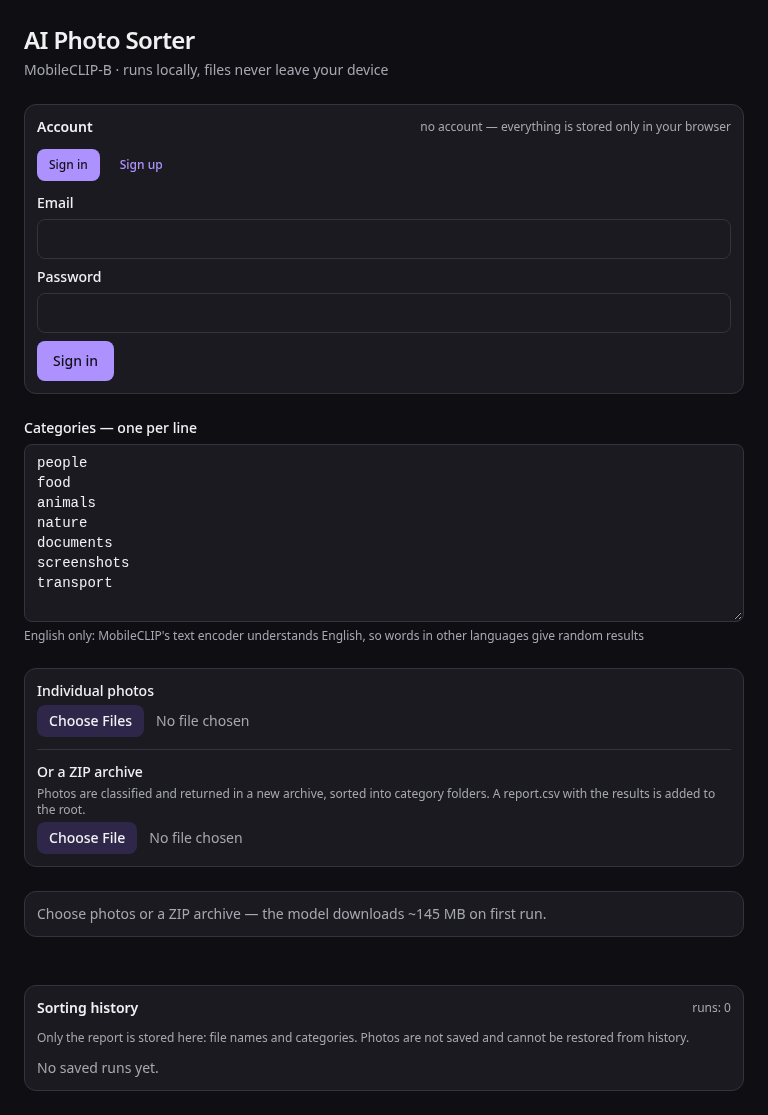 AI Photo Sorter
MobileCLIP-B · runs locally, files never leave your device
Account
no account — everything is stored only in your browser
Sign in
Sign up
Email
Password
Sign in
Categories — one per line
people
food
animals
nature
documents
screenshots
transport
English only: MobileCLIP's text encoder understands English, so words in other languages give random results
Individual photos
Choose Files
No file chosen
Or a ZIP archive
Photos are classified and returned in a new archive, sorted into category folders. A report.csv with the results is added to
the root.
Choose File
No file chosen
Choose photos or a ZIP archive — the model downloads ~145 MB on first run.
Sorting history
runs: 0
Only the report is stored here: file names and categories. Photos are not saved and cannot be restored from history.
No saved runs yet.